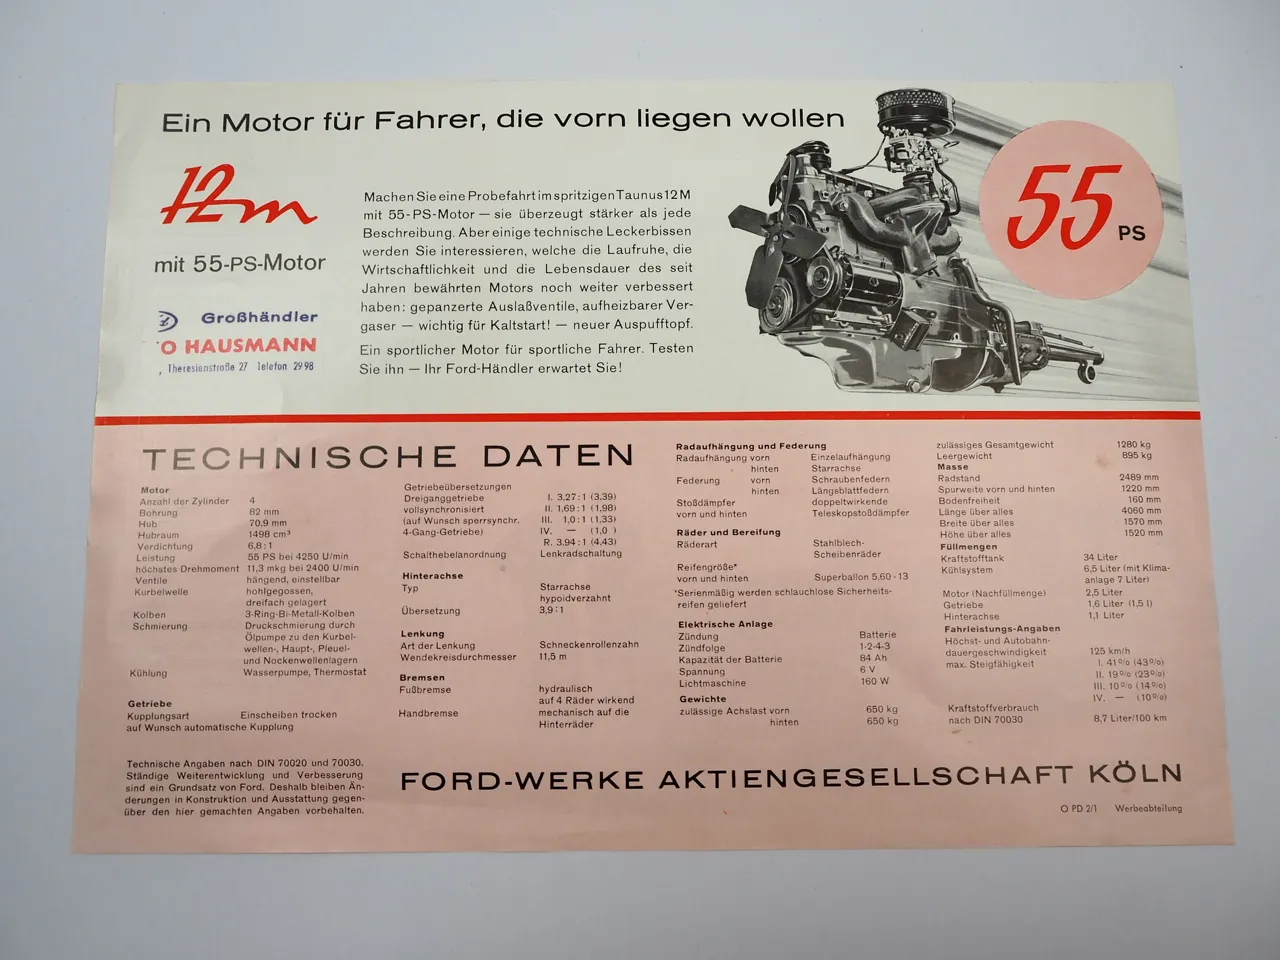 Ein Motor für Fahrer, die vorn liegen wollen
12m
mit 55-PS-Motor
Großhändler
O HAUSMANN
, Theresienstraße 27 Telefon 2998
Machen Sie eine Probefahrt im spritzigen Taunus 12 M
mit 55-PS-Motor — sie überzeugt stärker als jede
Beschreibung. Aber einige technische Leckerbissen
werden Sie interessieren, welche die Laufruhe, die
Wirtschaftlichkeit und die Lebensdauer des seit
Jahren bewährten Motors noch weiter verbessert
haben: gepanzerte Auslaßventile, aufheizbarer Ver-
gaser — wichtig für Kaltstart! — neuer Auspufftopf.
Ein sportlicher Motor für sportliche Fahrer. Testen
Sie ihn — Ihr Ford-Händler erwartet Sie!
55 PS
TECHNISCHE DATEN
Motor
Anzahl der Zylinder 4
Bohrung 82 mm
Hub 70,9 mm
Hubraum 1498 cm³
Verdichtung 6,8 : 1
Leistung 55 PS bei 4250 U/min
höchstes Drehmoment 11,3 mkg bei 2400 U/min
Ventile hängend, einstellbar
Kurbelwelle hohlgegossen,
dreifach gelagert
Kolben 3-Ring-Bi-Metall-Kolben
Schmierung Druckschmierung durch
Ölpumpe zu den Kurbel-
wellen-, Haupt-, Pleuel-
und Nockenwellenlagern
Kühlung Wasserpumpe, Thermostat
Getriebe
Kupplungsart Einscheiben trocken
auf Wunsch automatische Kupplung
Getriebeübersetzungen
Dreiganggetriebe I. 3,27 : 1 (3,39)
vollsynchronisiert II. 1,69 : 1 (1,98)
(auf Wunsch sperrsynchr. III. 1,0 : 1 (1,33)
4-Gang-Getriebe) IV. — (1,0 )
R. 3,94 : 1 (4,43)
Schalthebelanordnung Lenkradschaltung
Hinterachse
Typ Starrachse
hypoidverzahnt
Übersetzung 3,9 : 1
Lenkung
Art der Lenkung Schneckenrollenzahn
Wendekreisdurchmesser 11,5 m
Bremsen
Fußbremse hydraulisch
auf 4 Räder wirkend
Handbremse mechanisch auf die
Hinterräder
Radaufhängung und Federung
Radaufhängung vorn Einzelaufhängung
hinten Starrachse
Federung vorn Schraubenfedern
hinten Längsblattfedern
Stoßdämpfer doppeltwirkende
vorn und hinten Teleskopstoßdämpfer
Räder und Bereifung
Räderart Stahlblech-
Scheibenräder
Reifengröße*
vorn und hinten Superballon 5,60 - 13
*Serienmäßig werden schlauchlose Sicherheits-
reifen geliefert
Elektrische Anlage
Zündung Batterie
Zündfolge 1-2-4-3
Kapazität der Batterie 84 Ah
Spannung 6 V
Lichtmaschine 160 W
Gewichte
zulässige Achslast vorn 650 kg
hinten 650 kg
zulässiges Gesamtgewicht 1280 kg
Leergewicht 895 kg
Masse
Radstand 2489 mm
Spurweite vorn und hinten 1220 mm
Bodenfreiheit 160 mm
Länge über alles 4060 mm
Breite über alles 1570 mm
Höhe über alles 1520 mm
Füllmengen
Kraftstofftank 34 Liter
Kühlsystem 6,5 Liter (mit Klima-
anlage 7 Liter)
Motor (Nachfüllmenge) 2,5 Liter
Getriebe 1,6 Liter (1,5 l)
Hinterachse 1,1 Liter
Fahrleistungs-Angaben
Höchst- und Autobahn-
dauergeschwindigkeit 125 km/h
max. Steigfähigkeit I. 41% (43%)
II. 19% (23%)
III. 10% (14%)
IV. — (10%)
Kraftstoffverbrauch
nach DIN 70030 8,7 Liter/100 km
Technische Angaben nach DIN 70020 und 70030.
Ständige Weiterentwicklung und Verbesserung
sind ein Grundsatz von Ford. Deshalb bleiben Än-
derungen in Konstruktion und Ausstattung gegen-
über den hier gemachten Angaben vorbehalten.
FORD-WERKE AKTIENGESELLSCHAFT KÖLN
O PD 2/1 Werbeabteilung